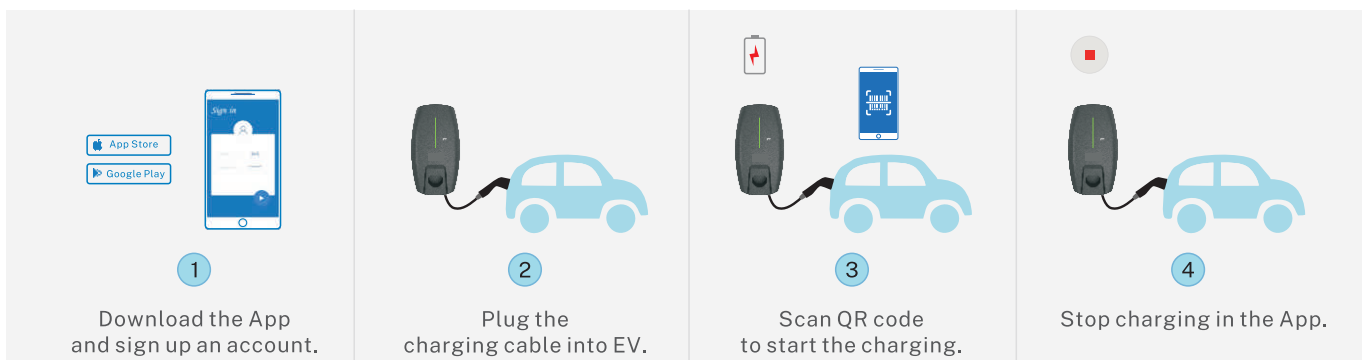 Sign in
App Store
Google Play
1
Download the App
and sign up an account.
2
Plug the
charging cable into EV.
3
Scan QR code
to start the charging.
4
Stop charging in the App.